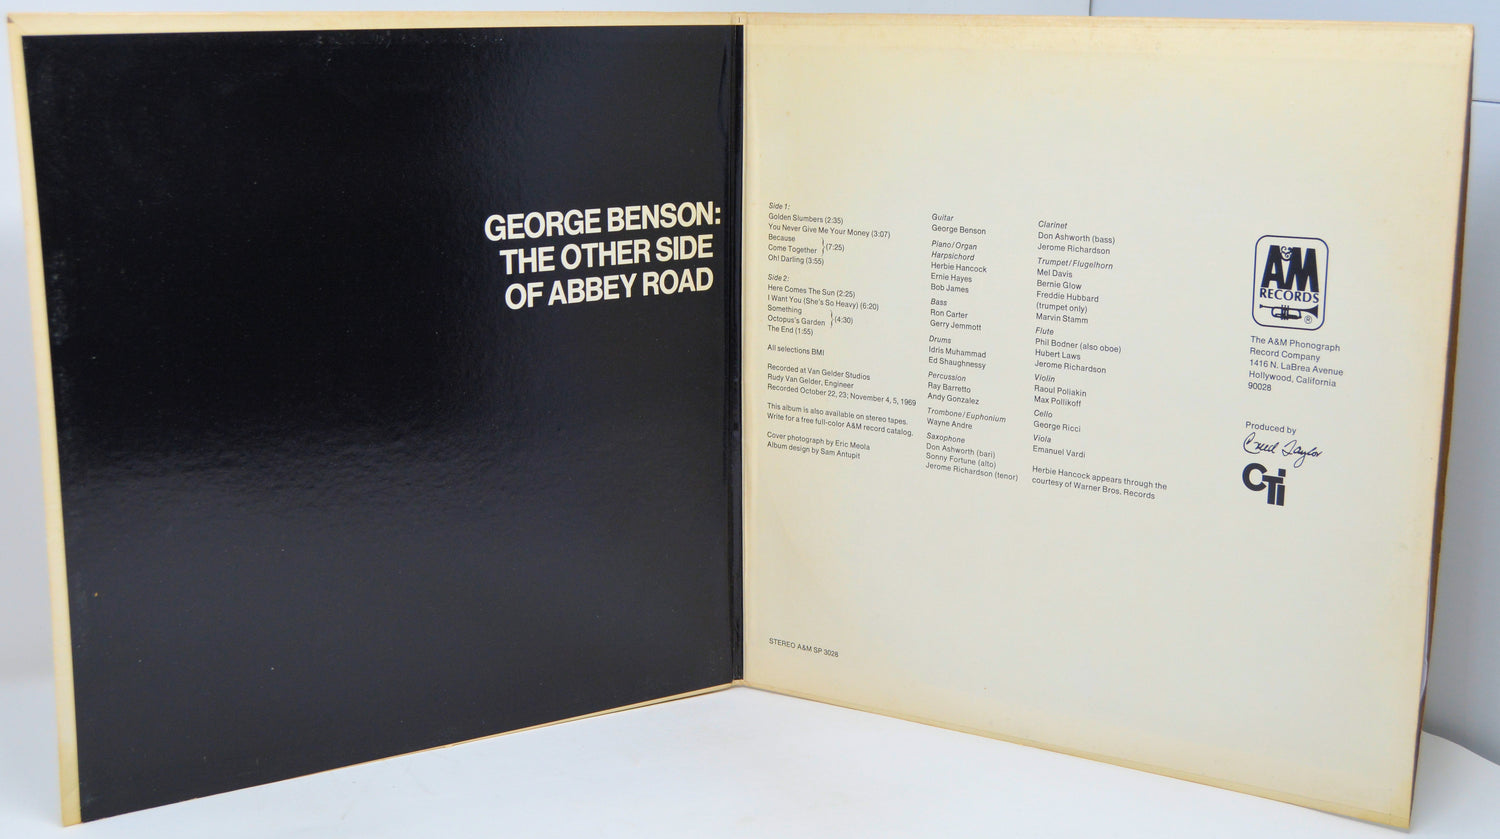 GEORGE BENSON:
THE OTHER SIDE
OF ABBEY ROAD
Side 1:
Golden Slumbers (2:35)
You Never Give Me Your Money (3:07)
Because
Come Together } (7:25)
Oh! Darling (3:55)
Side 2:
Here Comes The Sun (2:25)
I Want You (She's So Heavy) (6:20)
Something
Octopus's Garden } (4:30)
The End (1:55)
All selections BMI
Recorded at Van Gelder Studios
Rudy Van Gelder, Engineer
Recorded October 22, 23; November 4, 5, 1969
This album is also available on stereo tapes.
Write for a free full-color A&M record catalog.
Cover photograph by Eric Meola
Album design by Sam Antupit
Guitar
George Benson
Piano/Organ
Harpsichord
Herbie Hancock
Ernie Hayes
Bob James
Bass
Ron Carter
Gerry Jemmott
Drums
Idris Muhammad
Ed Shaughnessy
Percussion
Ray Barretto
Andy Gonzalez
Trombone/Euphonium
Wayne Andre
Saxophone
Don Ashworth (bari)
Sonny Fortune (alto)
Jerome Richardson (tenor)
Clarinet
Don Ashworth (bass)
Jerome Richardson
Trumpet/Flugelhorn
Mel Davis
Bernie Glow
Freddie Hubbard
(trumpet only)
Marvin Stamm
Flute
Phil Bodner (also oboe)
Hubert Laws
Jerome Richardson
Violin
Raoul Poliakin
Max Pollikoff
Cello
George Ricci
Viola
Emanuel Vardi
Herbie Hancock appears through the
courtesy of Warner Bros. Records
A&M
RECORDS
®
The A&M Phonograph
Record Company
1416 N. LaBrea Avenue
Hollywood, California
90028
Produced by
Creed Taylor
CTi
STEREO A&M SP 3028